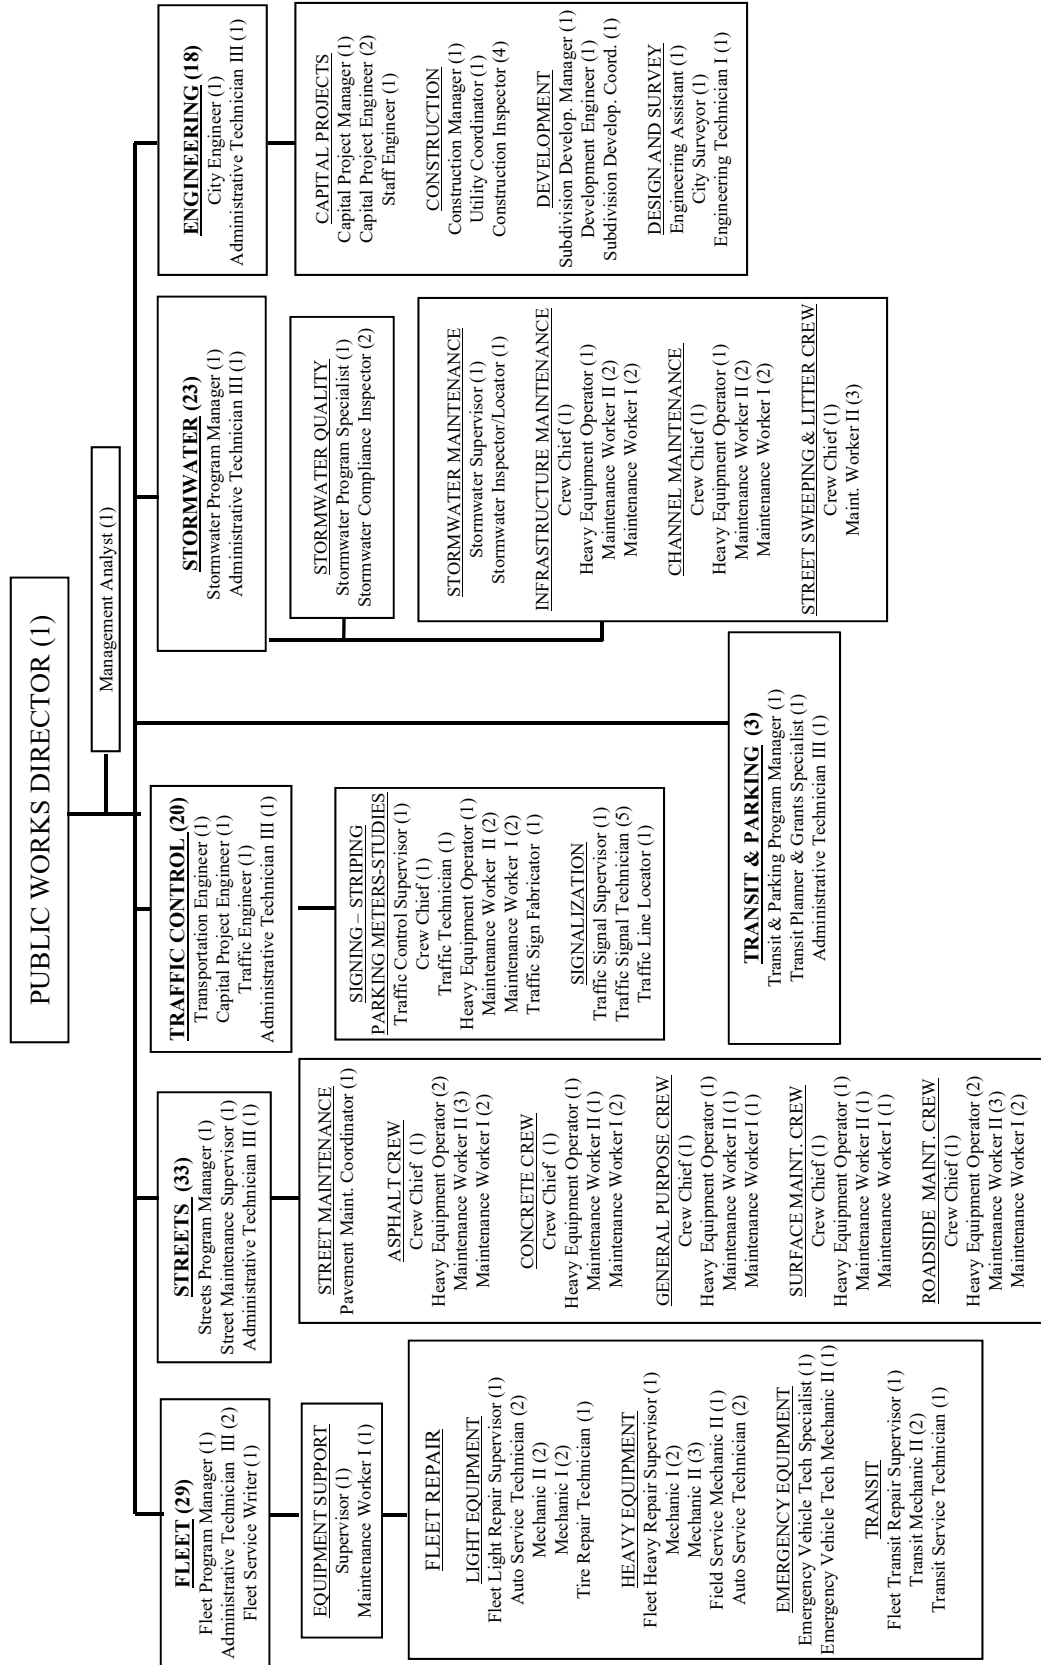 PUBLIC WORKS DIRECTOR (1)
Management Analyst (1)
FLEET (29)
Fleet Program Manager (1)
Administrative Technician III (2)
Fleet Service Writer (1)
EQUIPMENT SUPPORT
Supervisor (1)
Maintenance Worker I (1)
FLEET REPAIR
LIGHT EQUIPMENT
Fleet Light Repair Supervisor (1)
Auto Service Technician (2)
Mechanic II (2)
Mechanic I (2)
Tire Repair Technician (1)
HEAVY EQUIPMENT
Fleet Heavy Repair Supervisor (1)
Mechanic I (2)
Mechanic II (3)
Field Service Mechanic II (1)
Auto Service Technician (2)
EMERGENCY EQUIPMENT
Emergency Vehicle Tech Specialist (1)
Emergency Vehicle Tech Mechanic II (1)
TRANSIT
Fleet Transit Repair Supervisor (1)
Transit Mechanic II (2)
Transit Service Technician (1)
STREETS (33)
Streets Program Manager (1)
Street Maintenance Supervisor (1)
Administrative Technician III (1)
STREET MAINTENANCE
Pavement Maint. Coordinator (1)
ASPHALT CREW
Crew Chief (1)
Heavy Equipment Operator (2)
Maintenance Worker II (3)
Maintenance Worker I (2)
CONCRETE CREW
Crew Chief (1)
Heavy Equipment Operator (1)
Maintenance Worker II (1)
Maintenance Worker I (2)
GENERAL PURPOSE CREW
Crew Chief (1)
Heavy Equipment Operator (1)
Maintenance Worker II (1)
Maintenance Worker I (1)
SURFACE MAINT. CREW
Crew Chief (1)
Heavy Equipment Operator (1)
Maintenance Worker II (1)
Maintenance Worker I (1)
ROADSIDE MAINT. CREW
Crew Chief (1)
Heavy Equipment Operator (2)
Maintenance Worker II (3)
Maintenance Worker I (2)
TRAFFIC CONTROL (20)
Transportation Engineer (1)
Capital Project Engineer (1)
Traffic Engineer (1)
Administrative Technician III (1)
SIGNING – STRIPING
PARKING METERS-STUDIES
Traffic Control Supervisor (1)
Crew Chief (1)
Traffic Technician (1)
Heavy Equipment Operator (1)
Maintenance Worker II (2)
Maintenance Worker I (2)
Traffic Sign Fabricator (1)
SIGNALIZATION
Traffic Signal Supervisor (1)
Traffic Signal Technician (5)
Traffic Line Locator (1)
TRANSIT & PARKING (3)
Transit & Parking Program Manager (1)
Transit Planner & Grants Specialist (1)
Administrative Technician III (1)
STORMWATER (23)
Stormwater Program Manager (1)
Administrative Technician III (1)
STORMWATER QUALITY
Stormwater Program Specialist (1)
Stormwater Compliance Inspector (2)
STORMWATER MAINTENANCE
Stormwater Supervisor (1)
Stormwater Inspector/Locator (1)
INFRASTRUCTURE MAINTENANCE
Crew Chief (1)
Heavy Equipment Operator (1)
Maintenance Worker II (2)
Maintenance Worker I (2)
CHANNEL MAINTENANCE
Crew Chief (1)
Heavy Equipment Operator (1)
Maintenance Worker II (2)
Maintenance Worker I (2)
STREET SWEEPING & LITTER CREW
Crew Chief (1)
Maint. Worker II (3)
ENGINEERING (18)
City Engineer (1)
Administrative Technician III (1)
CAPITAL PROJECTS
Capital Project Manager (1)
Capital Project Engineer (2)
Staff Engineer (1)
CONSTRUCTION
Construction Manager (1)
Utility Coordinator (1)
Construction Inspector (4)
DEVELOPMENT
Subdivision Develop. Manager (1)
Development Engineer (1)
Subdivision Develop. Coord. (1)
DESIGN AND SURVEY
Engineering Assistant (1)
City Surveyor (1)
Engineering Technician I (1)